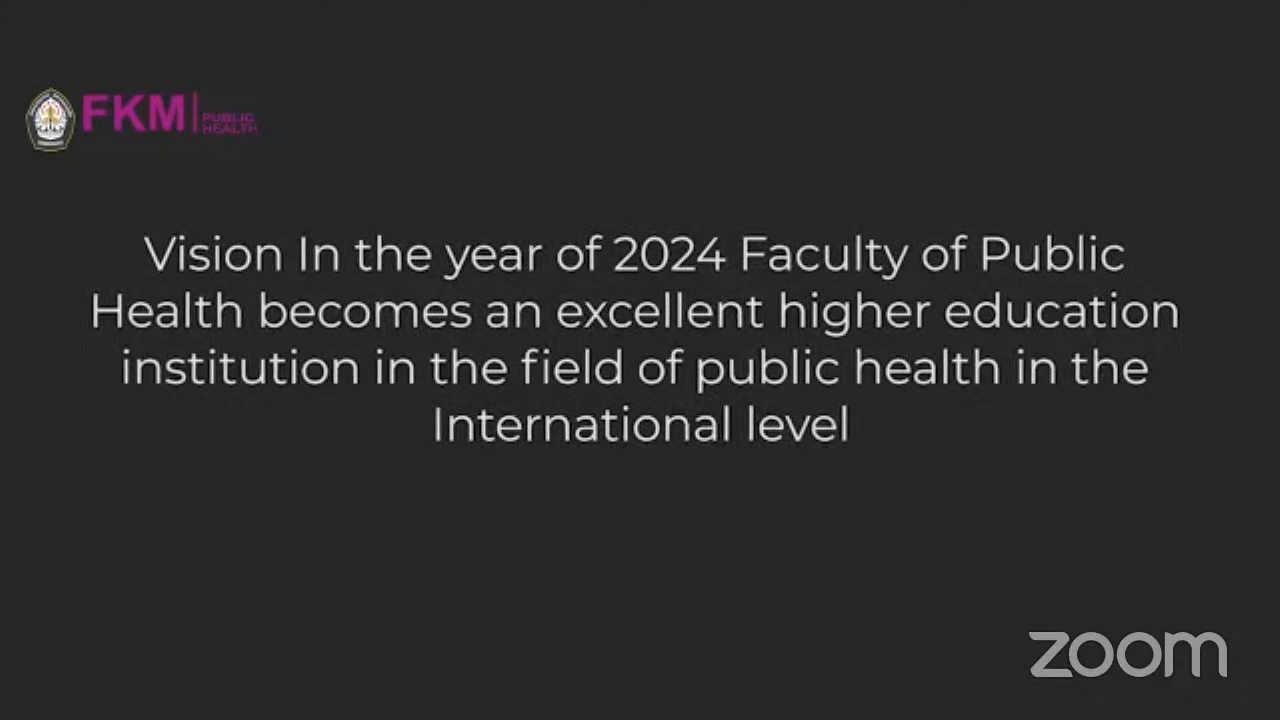 FKM
PUBLIC
HEALTH
Vision In the year of 2024 Faculty of Public
Health becomes an excellent higher education
institution in the field of public health in the
International level
zoom